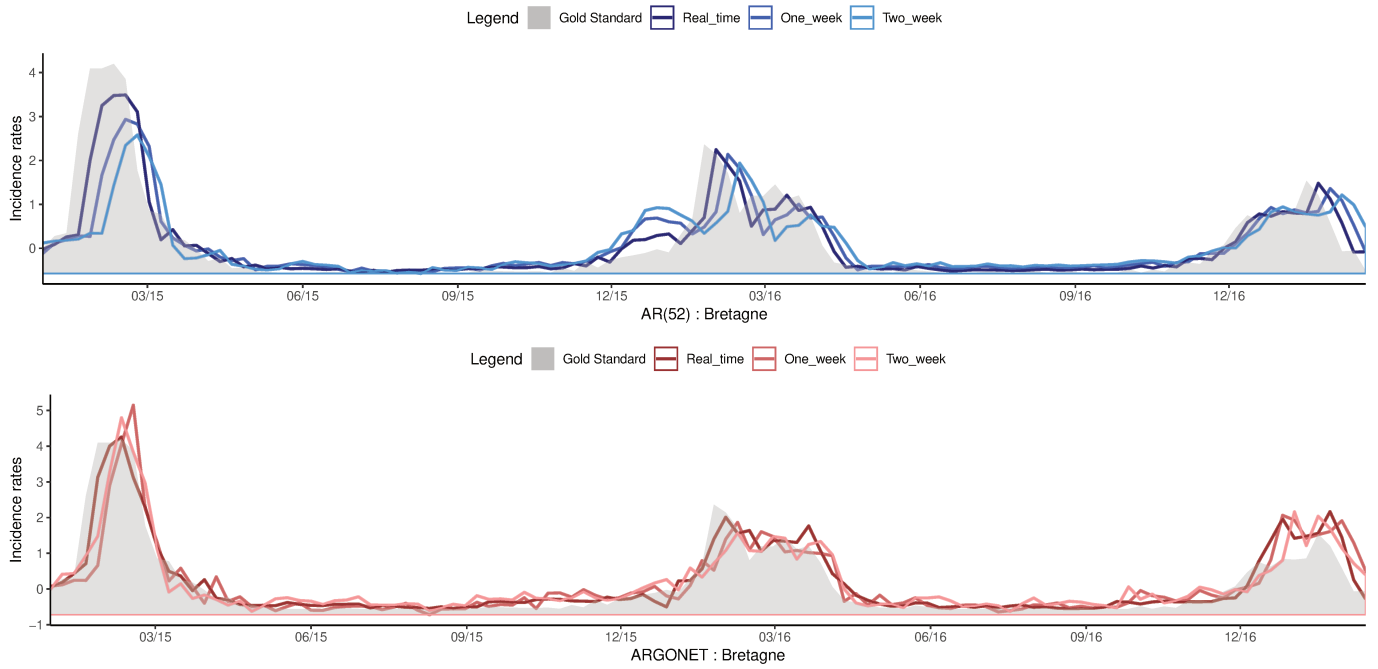 Legend Gold Standard Real_time One_week Two_week
Incidence rates
4
3
2
1
0
03/15 06/15 09/15 12/15 03/16 06/16 09/16 12/16
AR(52) : Bretagne
Legend Gold Standard Real_time One_week Two_week
Incidence rates
5
4
3
2
1
0
−1
03/15 06/15 09/15 12/15 03/16 06/16 09/16 12/16
ARGONET : Bretagne